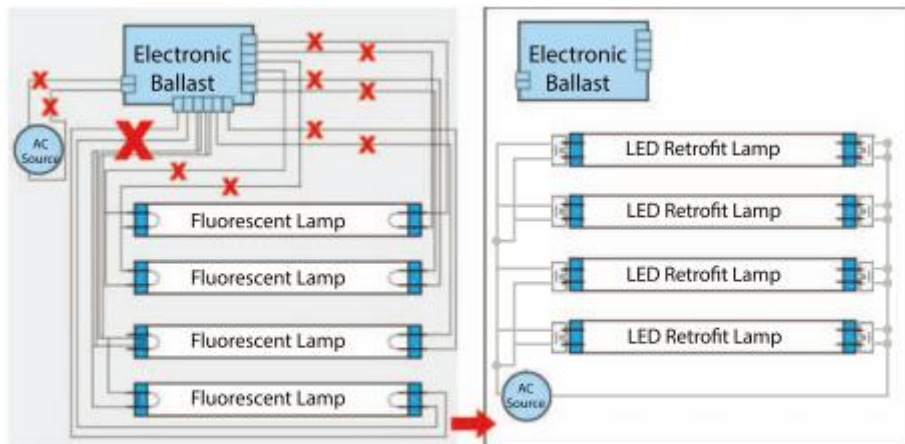 Electronic
Ballast
AC
Source
Fluorescent Lamp
Fluorescent Lamp
Fluorescent Lamp
Fluorescent Lamp
Electronic
Ballast
LED Retrofit Lamp
LED Retrofit Lamp
LED Retrofit Lamp
LED Retrofit Lamp
AC
Source